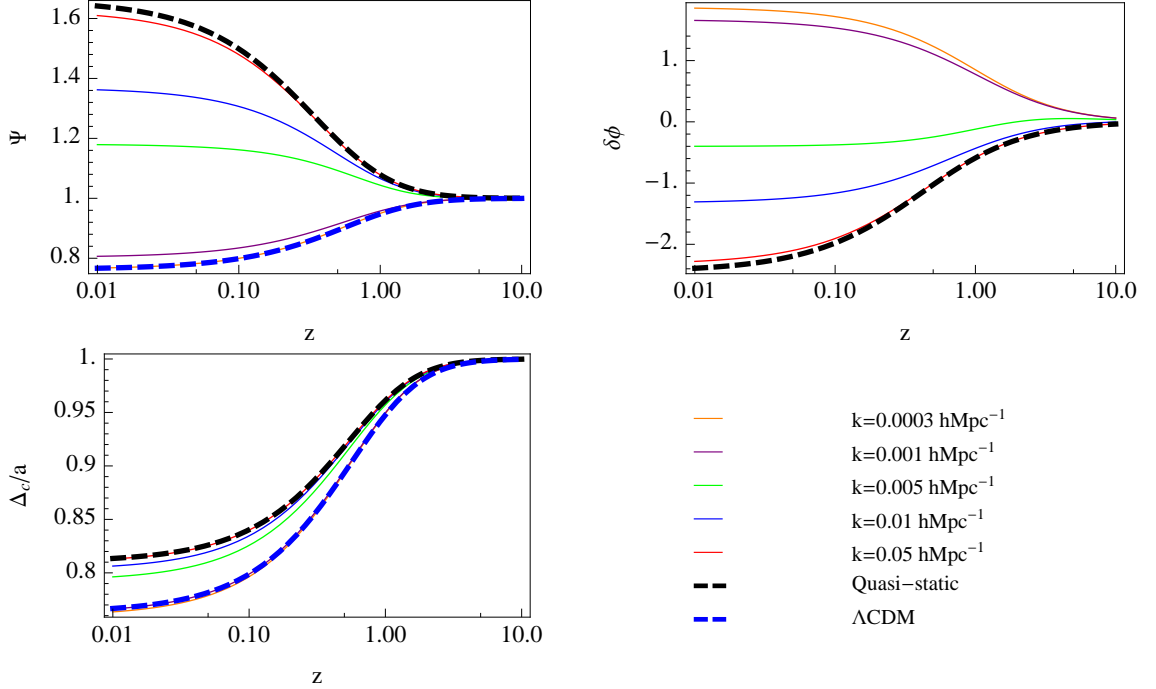 1.6
1.4
1.2
1.0
0.8
Ψ
0.01 0.10 1.00 10.0
z
1.
0.
−1.
−2.
δϕ
0.01 0.10 1.00 10.0
z
1.
0.95
0.9
0.85
0.8
Δc/a
0.01 0.10 1.00 10.0
z
k=0.0003 hMpc⁻¹
k=0.001 hMpc⁻¹
k=0.005 hMpc⁻¹
k=0.01 hMpc⁻¹
k=0.05 hMpc⁻¹
Quasi−static
ΛCDM